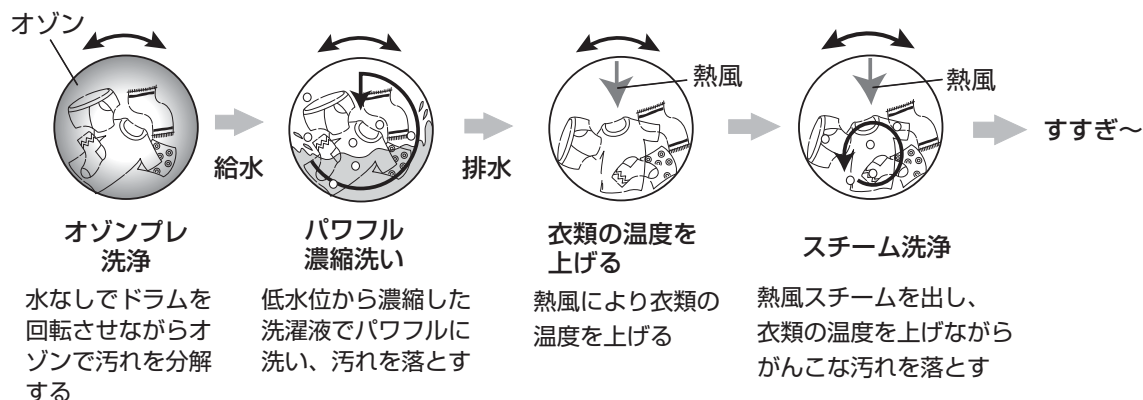 オゾン
熱風
熱風
給水
排水
すすぎ～
オゾンプレ
洗浄
水なしでドラムを
回転させながらオ
ゾンで汚れを分解
する
パワフル
濃縮洗い
低水位から濃縮した
洗濯液でパワフルに
洗い、汚れを落とす
衣類の温度を
上げる
熱風により衣類の
温度を上げる
スチーム洗浄
熱風スチームを出し、
衣類の温度を上げながら
がんこな汚れを落とす